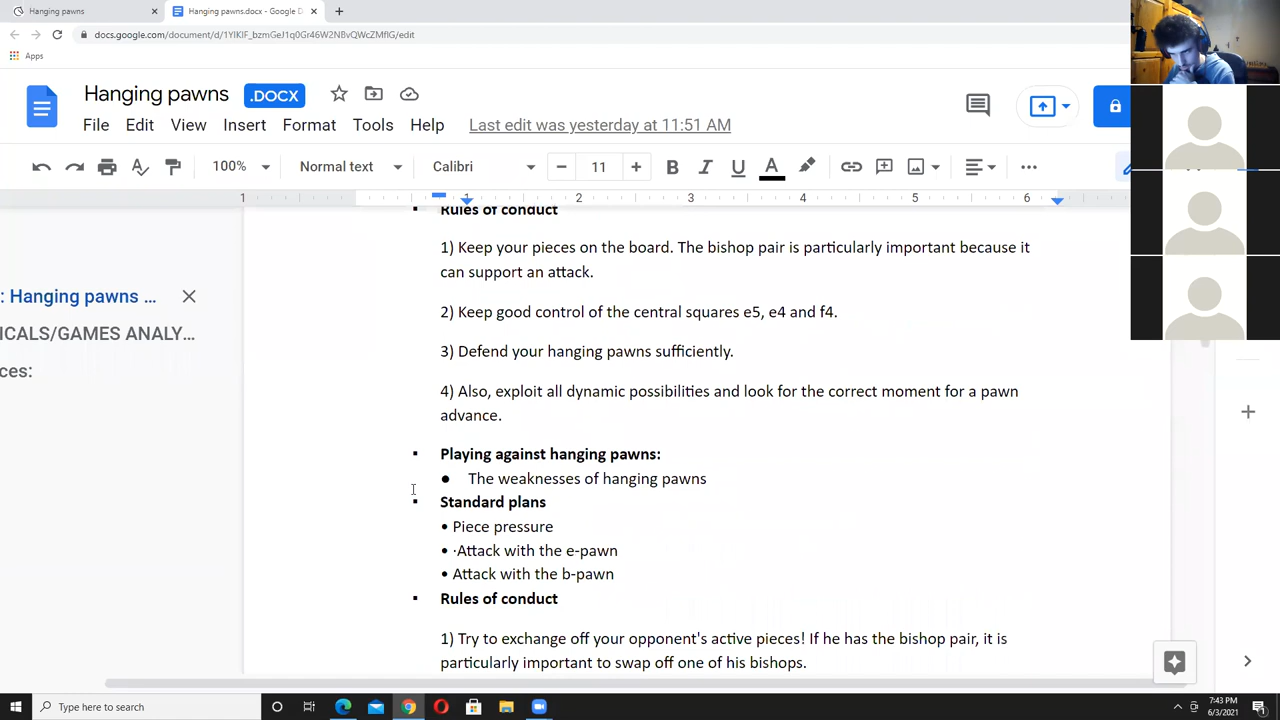 Hanging pawns
Hanging pawns.docx - Google D
docs.google.com/document/d/1YlKlF_bzmGeJ1q0Gr46W2NBvQWcZMflG/edit
Apps
Hanging pawns .DOCX
File Edit View Insert Format Tools Help Last edit was yesterday at 11:51 AM
100% Normal text Calibri 11 B I U A
1 1 2 3 4 5 6
Rules of conduct
1) Keep your pieces on the board. The bishop pair is particularly important because it
can support an attack.
: Hanging pawns ...
2) Keep good control of the central squares e5, e4 and f4.
ICALS/GAMES ANALY...
3) Defend your hanging pawns sufficiently.
ces:
4) Also, exploit all dynamic possibilities and look for the correct moment for a pawn
advance.
▪ Playing against hanging pawns:
● The weaknesses of hanging pawns
▪ Standard plans
• Piece pressure
• ·Attack with the e-pawn
• Attack with the b-pawn
▪ Rules of conduct
1) Try to exchange off your opponent's active pieces! If he has the bishop pair, it is
particularly important to swap off one of his bishops.
Type here to search
7:43 PM
6/3/2021